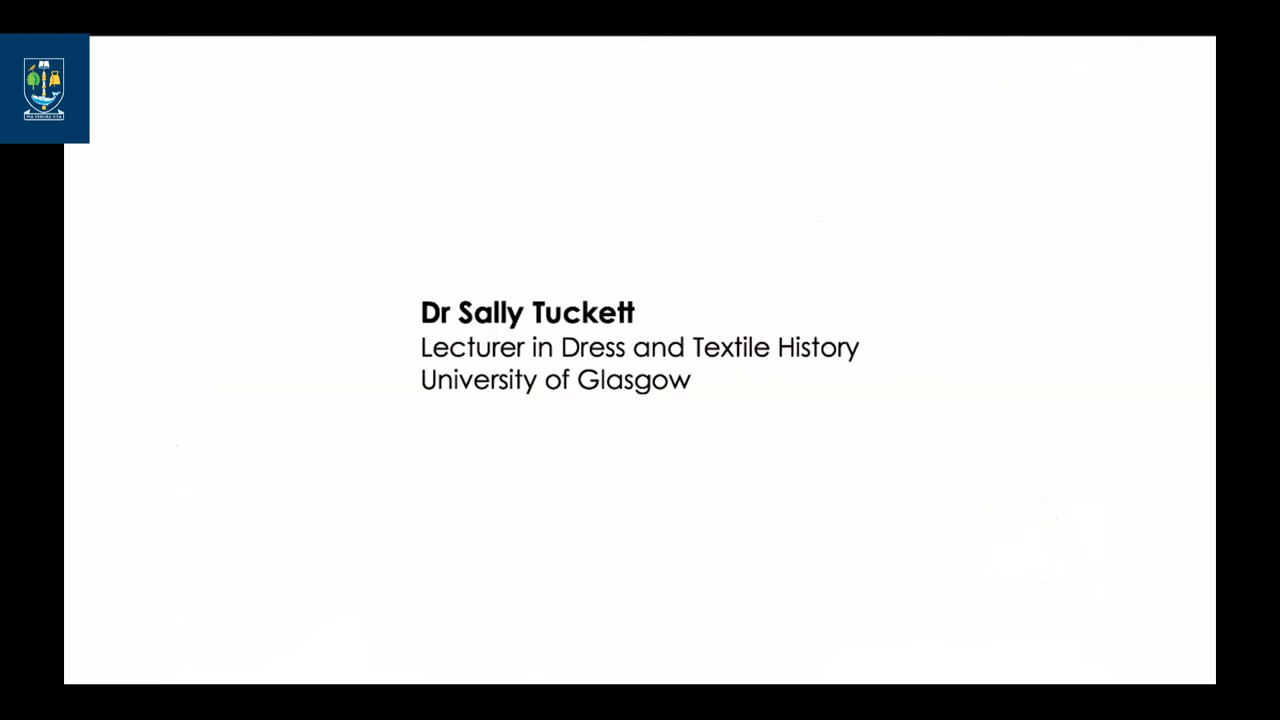 Dr Sally Tuckett
Lecturer in Dress and Textile History
University of Glasgow